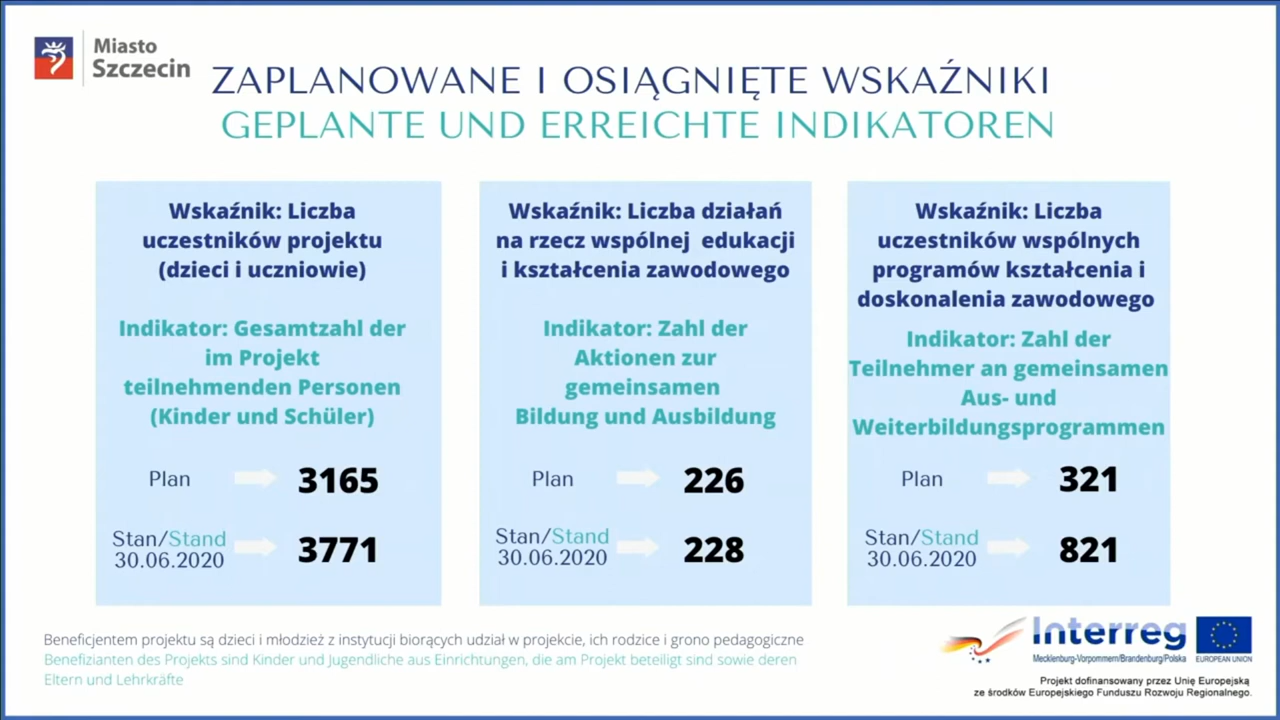 Miasto
Szczecin
ZAPLANOWANE I OSIĄGNIĘTE WSKAŹNIKI
GEPLANTE UND ERREICHTE INDIKATOREN
Wskaźnik: Liczba
uczestników projektu
(dzieci i uczniowie)
Indikator: Gesamtzahl der
im Projekt
teilnehmenden Personen
(Kinder und Schüler)
Plan 3165
Stan/Stand
30.06.2020 3771
Wskaźnik: Liczba działań
na rzecz wspólnej edukacji
i kształcenia zawodowego
Indikator: Zahl der
Aktionen zur
gemeinsamen
Bildung und Ausbildung
Plan 226
Stan/Stand
30.06.2020 228
Wskaźnik: Liczba
uczestników wspólnych
programów kształcenia i
doskonalenia zawodowego
Indikator: Zahl der
Teilnehmer an gemeinsamen
Aus- und
Weiterbildungsprogrammen
Plan 321
Stan/Stand
30.06.2020 821
Beneficjentem projektu są dzieci i młodzież z instytucji biorących udział w projekcie, ich rodzice i grono pedagogiczne
Benefizianten des Projekts sind Kinder und Jugendliche aus Einrichtungen, die am Projekt beteiligt sind sowie deren
Eltern und Lehrkräfte
Interreg
Mecklenburg-Vorpommern/Brandenburg/Polska
EUROPEAN UNION
Projekt dofinansowany przez Unię Europejską
ze środków Europejskiego Funduszu Rozwoju Regionalnego.